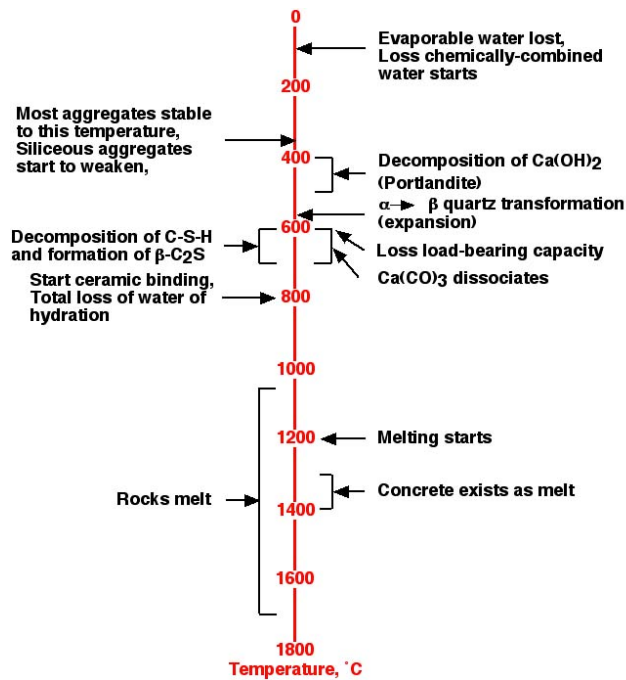 0
Evaporable water lost,
Loss chemically-combined
water starts
200
Most aggregates stable
to this temperature,
Siliceous aggregates
start to weaken,
400
Decomposition of Ca(OH)2
(Portlandite)
α→ β quartz transformation
(expansion)
600
Decomposition of C-S-H
and formation of β-C2S
Loss load-bearing capacity
Ca(CO)3 dissociates
Start ceramic binding,
Total loss of water of
hydration
800
1000
1200
Melting starts
Rocks melt
Concrete exists as melt
1400
1600
1800
Temperature, °C